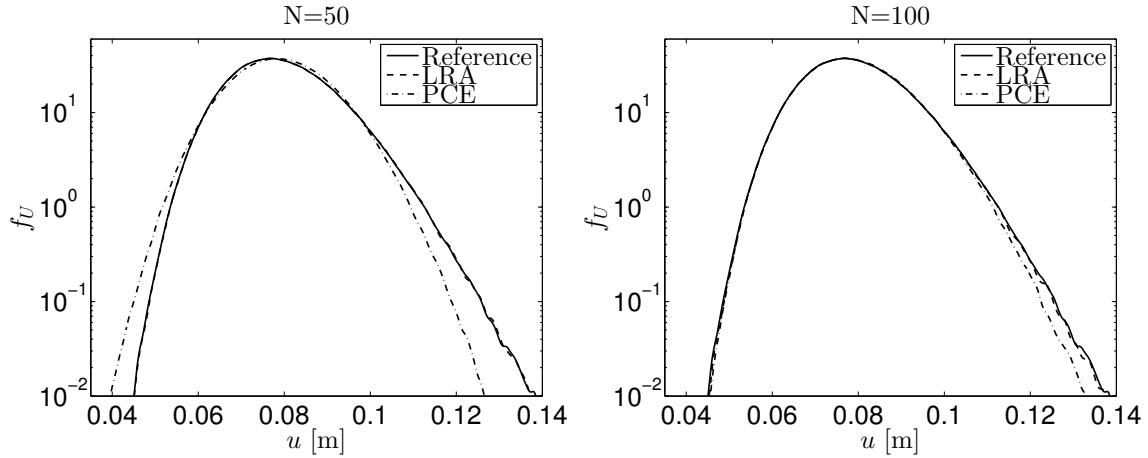 N=50
Reference
LRA
PCE
10^1
10^0
10^-1
10^-2
f_U
0.04 0.06 0.08 0.1 0.12 0.14
u [m]
N=100
Reference
LRA
PCE
10^1
10^0
10^-1
10^-2
f_U
0.04 0.06 0.08 0.1 0.12 0.14
u [m]